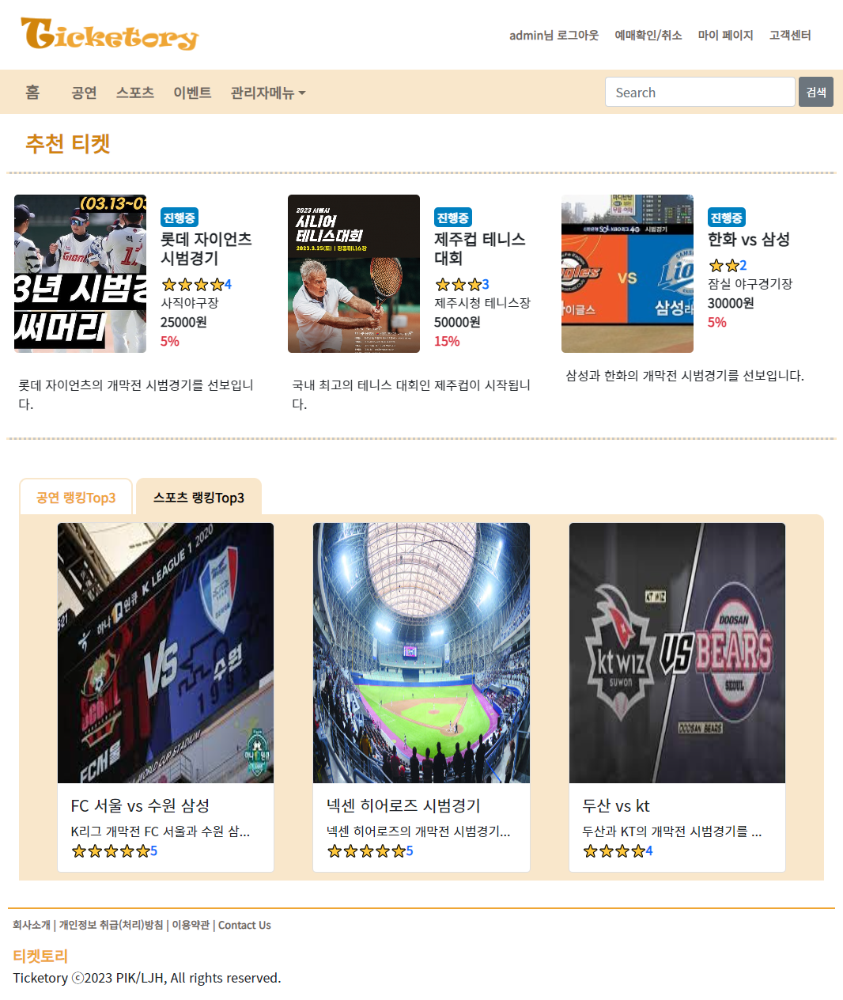 Ticketory
admin님 로그아웃 예매확인/취소 마이 페이지 고객센터
홈 공연 스포츠 이벤트 관리자메뉴 Search 검색
추천 티켓
(03.13~03
Giants
렉
13
3년 시범경
써머리
진행중
롯데 자이언츠
시범경기
4
사직야구장
25000원
5%
롯데 자이언츠의 개막전 시범경기를 선보입니
다.
2023 서울시
시니어
테니스대회
2023.3.25(토) | 장충테니스장
진행중
제주컵 테니스
대회
3
제주시청 테니스장
50000원
15%
국내 최고의 테니스 대회인 제주컵이 시작됩니
다.
시범경기
gles
VS
이글스
삼성라
진행중
한화 vs 삼성
2
잠실 야구경기장
30000원
5%
삼성과 한화의 개막전 시범경기를 선보입니다.
공연 랭킹Top3 스포츠 랭킹Top3
하나원큐 K LEAGUE 1 2020
VS
수원
FC서울
WORLD CUP STADIUM
FC 서울 vs 수원 삼성
K리그 개막전 FC 서울과 수원 삼...
5
넥센 히어로즈 시범경기
넥센 히어로즈의 개막전 시범경기...
5
KT WIZ
kt wiz
suwon
VS
DOOSAN
BEARS
SEOUL
DOOSAN BEARS
두산 vs kt
두산과 KT의 개막전 시범경기를 ...
4
회사소개 | 개인정보 취급(처리)방침 | 이용약관 | Contact Us
티켓토리
Ticketory ⓒ2023 PIK/LJH, All rights reserved.